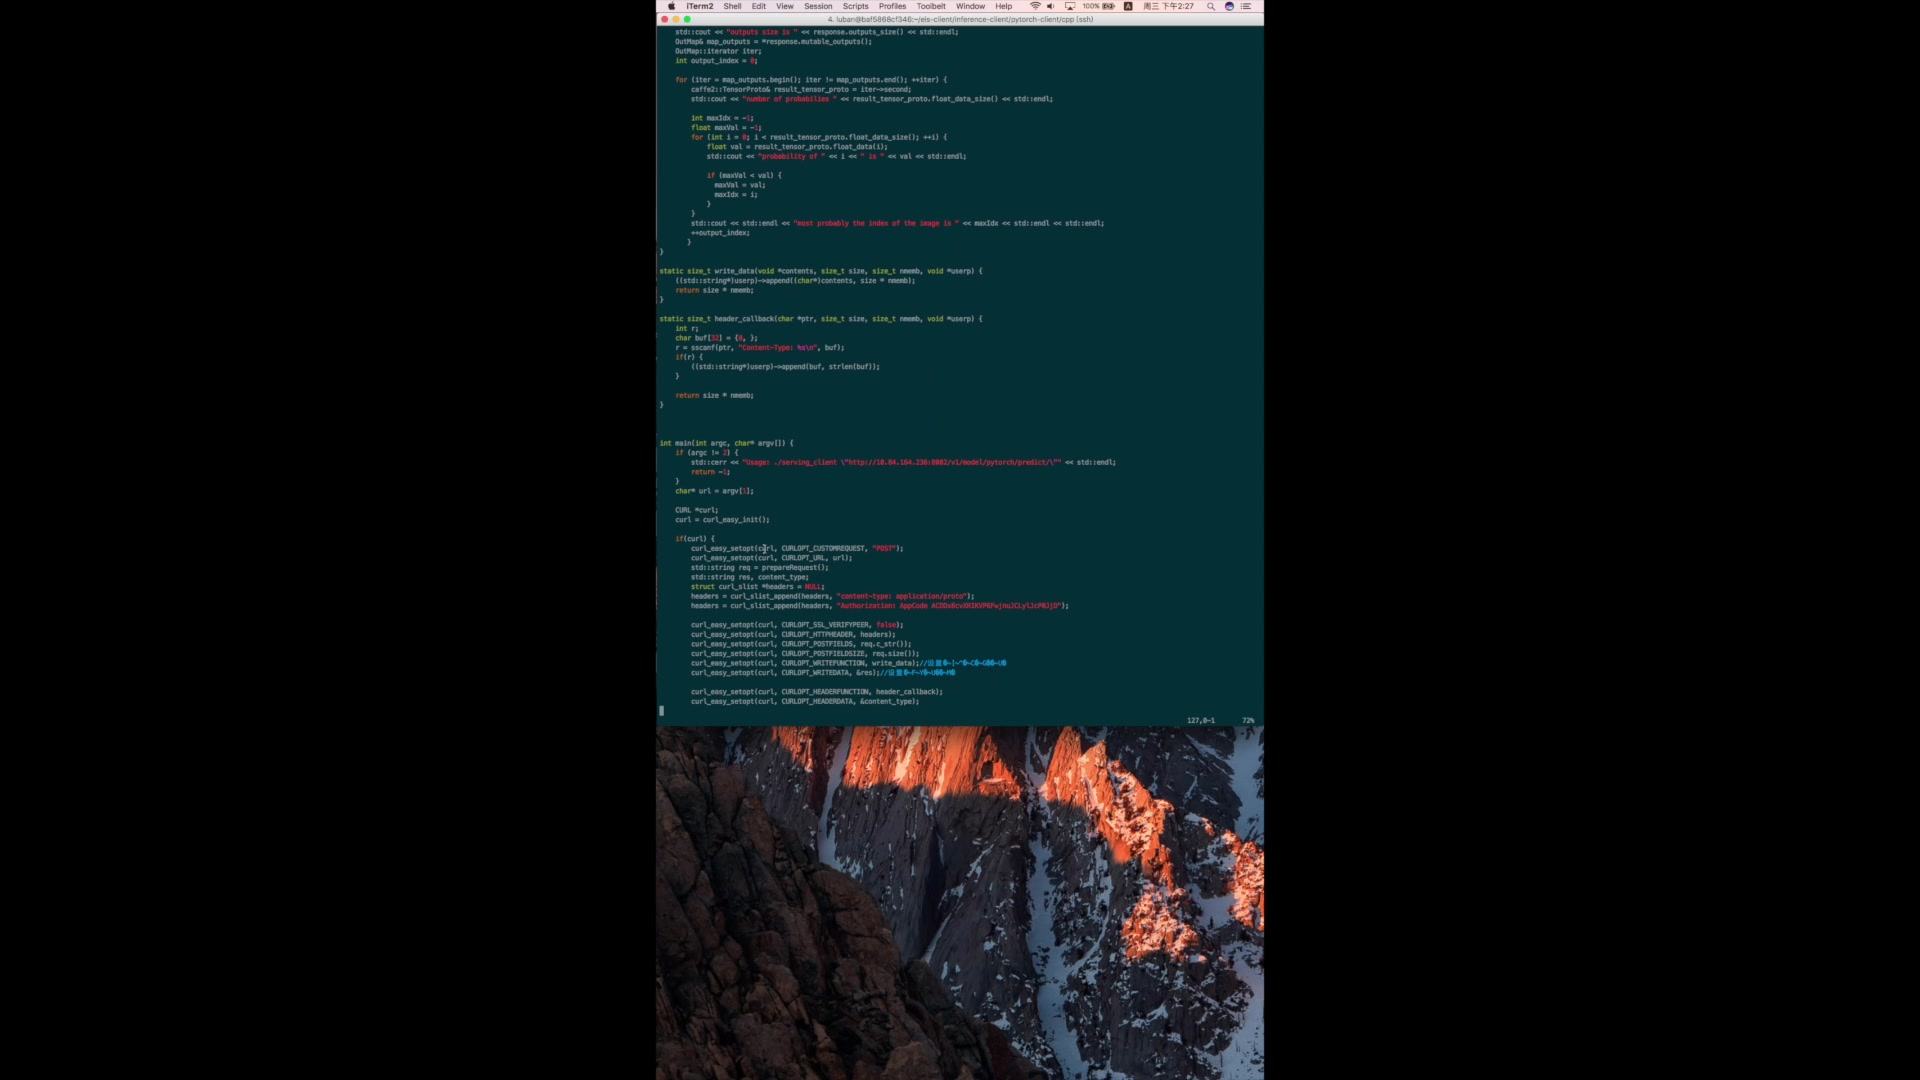 iTerm2 Shell Edit View Session Scripts Profiles Toolbelt Window Help 100% A 周三 下午2:27
4. luban@baf5868cf346:~/eis-client/inference-client/pytorch-client/cpp (ssh)
std::cout << "outputs size is " << response.outputs_size() << std::endl;
OutMap& map_outputs = *response.mutable_outputs();
OutMap::iterator iter;
int output_index = 0;
for (iter = map_outputs.begin(); iter != map_outputs.end(); ++iter) {
caffe2::TensorProto& result_tensor_proto = iter->second;
std::cout << "number of probabilies " << result_tensor_proto.float_data_size() << std::endl;
int maxIdx = -1;
float maxVal = -1;
for (int i = 0; i < result_tensor_proto.float_data_size(); ++i) {
float val = result_tensor_proto.float_data(i);
std::cout << "probability of " << i << " is " << val << std::endl;
if (maxVal < val) {
maxVal = val;
maxIdx = i;
}
}
std::cout << std::endl << "most probably the index of the image is " << maxIdx << std::endl << std::endl;
++output_index;
}
}
static size_t write_data(void *contents, size_t size, size_t nmemb, void *userp) {
((std::string*)userp)->append((char*)contents, size * nmemb);
return size * nmemb;
}
static size_t header_callback(char *ptr, size_t size, size_t nmemb, void *userp) {
int r;
char buf[32] = {0, };
r = sscanf(ptr, "Content-Type: %s\n", buf);
if(r) {
((std::string*)userp)->append(buf, strlen(buf));
}
return size * nmemb;
}
int main(int argc, char* argv[]) {
if (argc != 2) {
std::cerr << "Usage: ./serving_client \"http://10.84.164.236:8002/v1/model/pytorch/predict/\"" << std::endl;
return -1;
}
char* url = argv[1];
CURL *curl;
curl = curl_easy_init();
if(curl) {
curl_easy_setopt(curl, CURLOPT_CUSTOMREQUEST, "POST");
curl_easy_setopt(curl, CURLOPT_URL, url);
std::string req = prepareRequest();
std::string res, content_type;
struct curl_slist *headers = NULL;
headers = curl_slist_append(headers, "content-type: application/proto");
headers = curl_slist_append(headers, "Authorization: AppCode
curl_easy_setopt(curl, CURLOPT_SSL_VERIFYPEER, false);
curl_easy_setopt(curl, CURLOPT_HTTPHEADER, headers);
curl_easy_setopt(curl, CURLOPT_POSTFIELDS, req.c_str());
curl_easy_setopt(curl, CURLOPT_POSTFIELDSIZE, req.size());
curl_easy_setopt(curl, CURLOPT_WRITEFUNCTION, write_data);//设置
curl_easy_setopt(curl, CURLOPT_WRITEDATA, &res);//设置
curl_easy_setopt(curl, CURLOPT_HEADERFUNCTION, header_callback);
curl_easy_setopt(curl, CURLOPT_HEADERDATA, &content_type);
127,0-1 72%